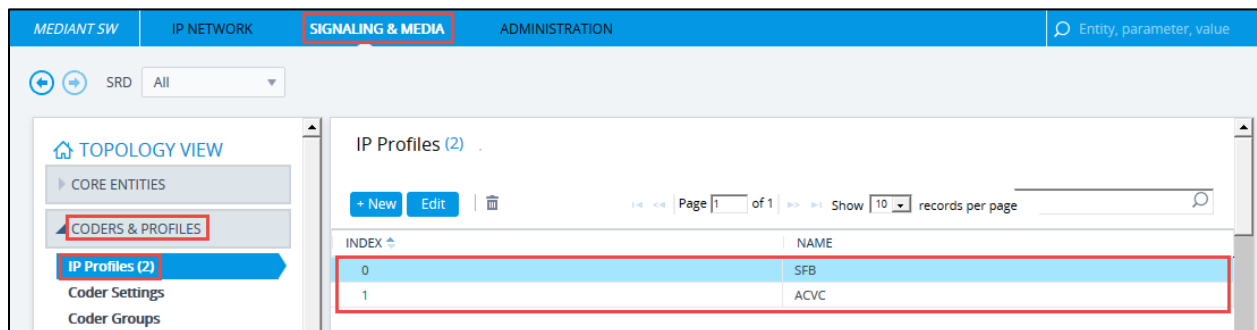 MEDIANT SW IP NETWORK SIGNALING & MEDIA ADMINISTRATION Entity, parameter, value
SRD All
TOPOLOGY VIEW
CORE ENTITIES
CODERS & PROFILES
IP Profiles (2)
Coder Settings
Coder Groups
IP Profiles (2) .
+ New Edit Page 1 of 1 Show 10 records per page
INDEX NAME
0 SFB
1 ACVC